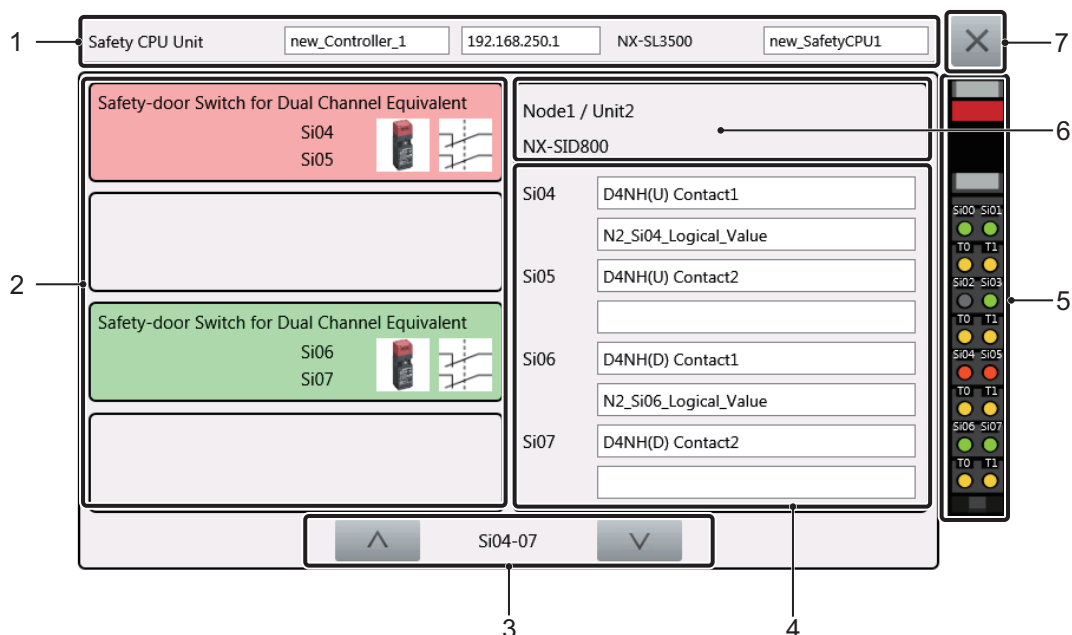 1
Safety CPU Unit new_Controller_1 192.168.250.1 NX-SL3500 new_SafetyCPU1
7
2
Safety-door Switch for Dual Channel Equivalent
Si04
Si05
Safety-door Switch for Dual Channel Equivalent
Si06
Si07
Node1 / Unit2
NX-SID800
6
Si04 D4NH(U) Contact1
N2_Si04_Logical_Value
Si05 D4NH(U) Contact2
Si06 D4NH(D) Contact1
N2_Si06_Logical_Value
Si07 D4NH(D) Contact2
4
Si00 Si01
T0 T1
Si02 Si03
T0 T1
Si04 Si05
T0 T1
Si06 Si07
T0 T1
5
Si04-07
3